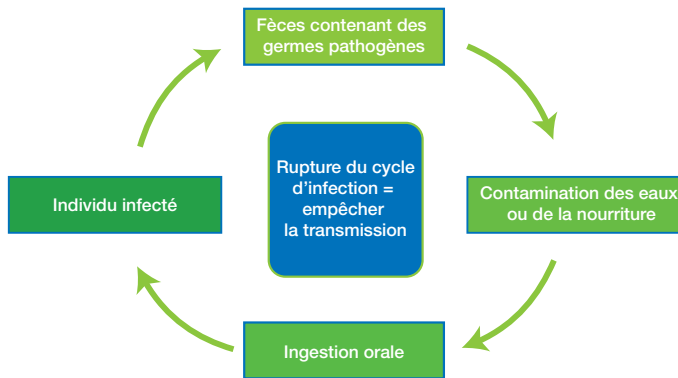 Fèces contenant des
germes pathogènes
Rupture du cycle
d'infection =
empêcher
la transmission
Individu infecté
Contamination des eaux
ou de la nourriture
Ingestion orale